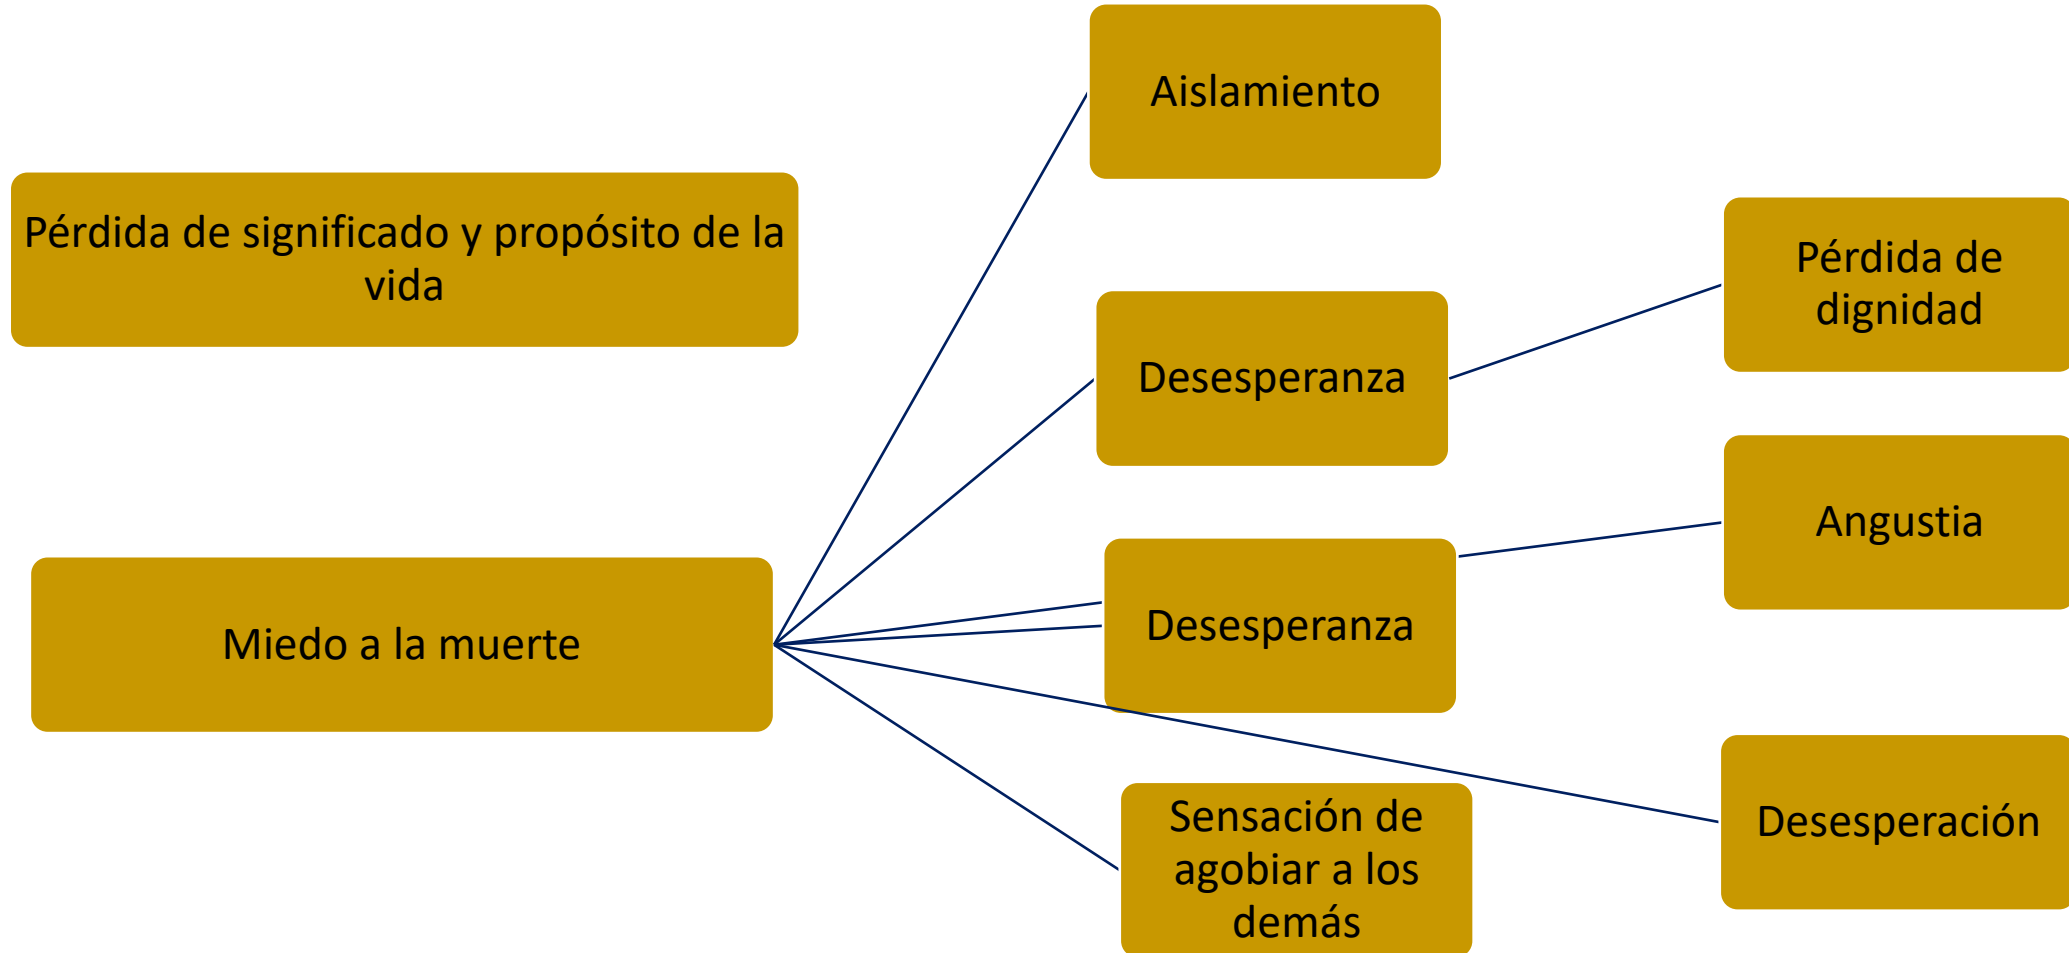 Pérdida de significado y propósito de la
vida
Miedo a la muerte
Aislamiento
Desesperanza
Desesperanza
Sensación de
agobiar a los
demás
Pérdida de
dignidad
Angustia
Desesperación